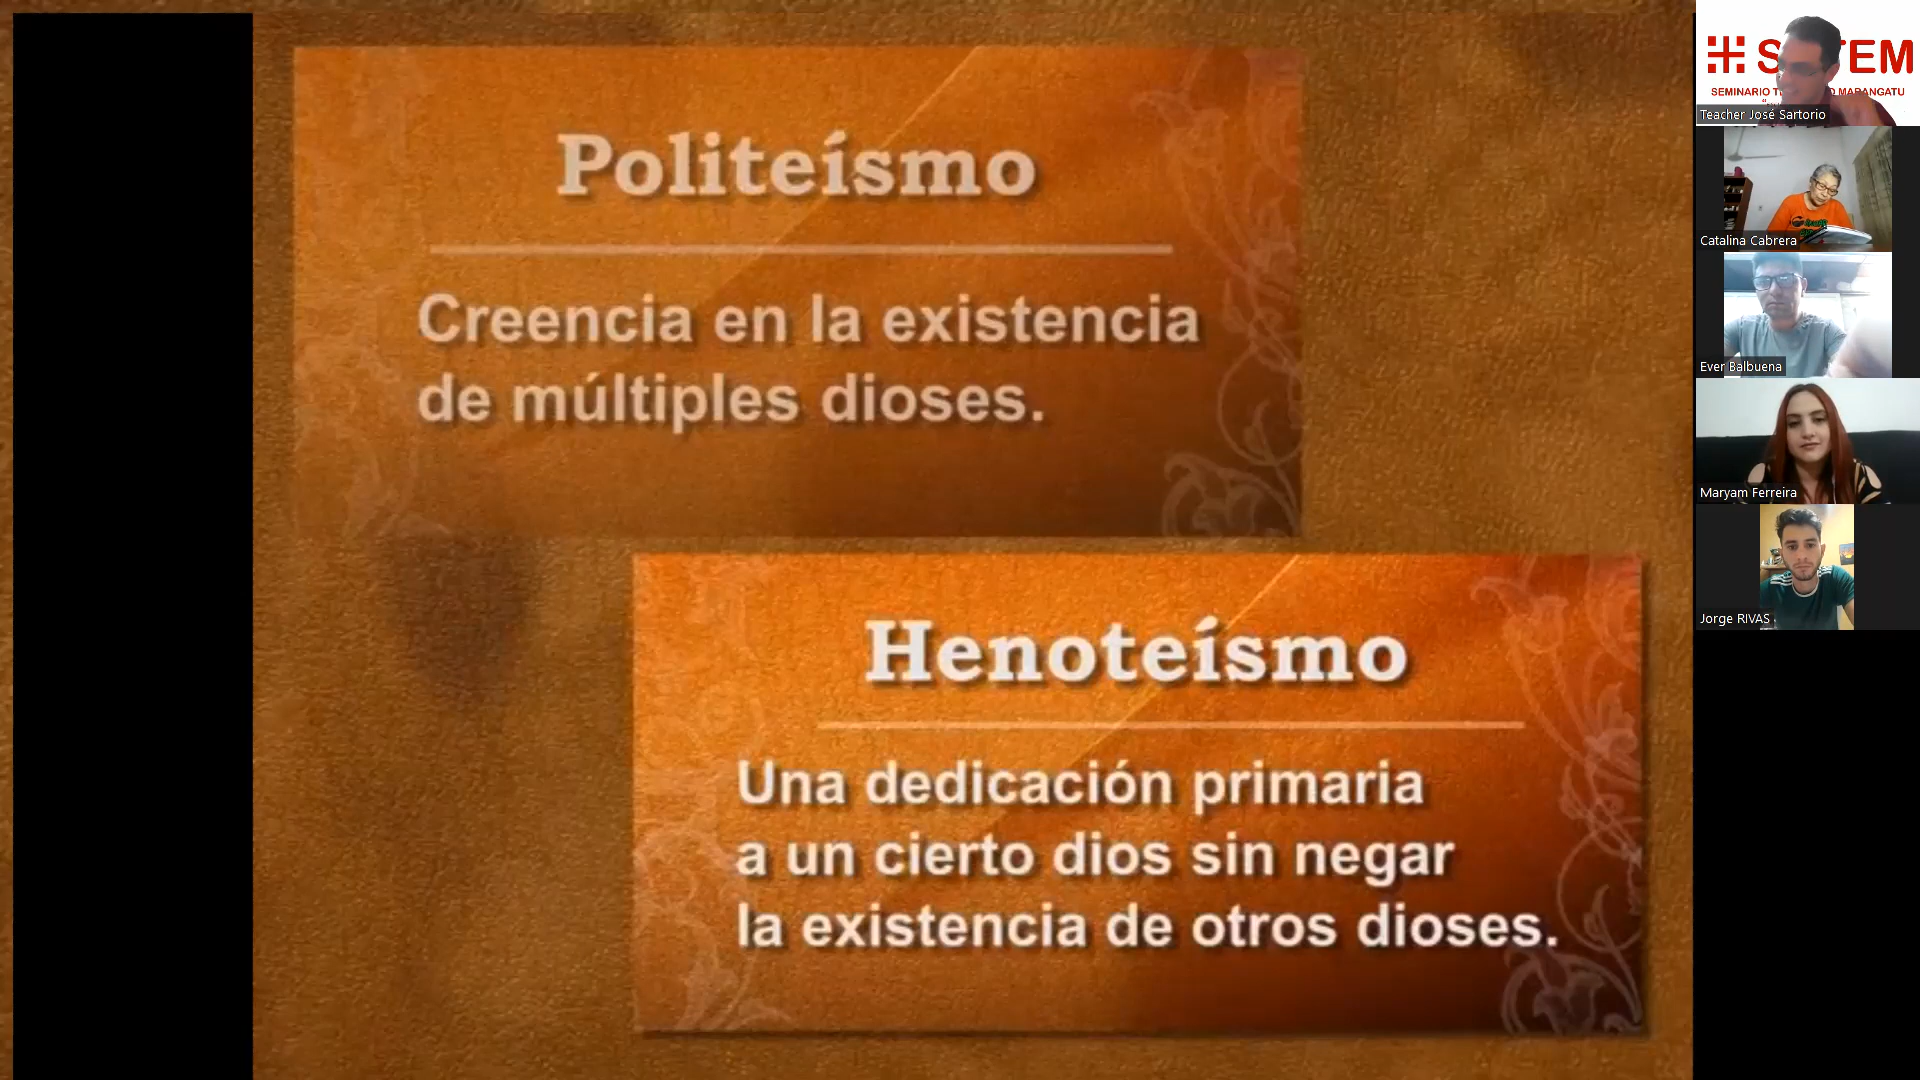 Politeísmo
Creencia en la existencia
de múltiples dioses.
Henoteísmo
Una dedicación primaria
a un cierto dios sin negar
la existencia de otros dioses.
SEMINARIO MARANGATU
Teacher José Sartorio
Catalina Cabrera
Ever Balbuena
Maryam Ferreira
Jorge RIVAS